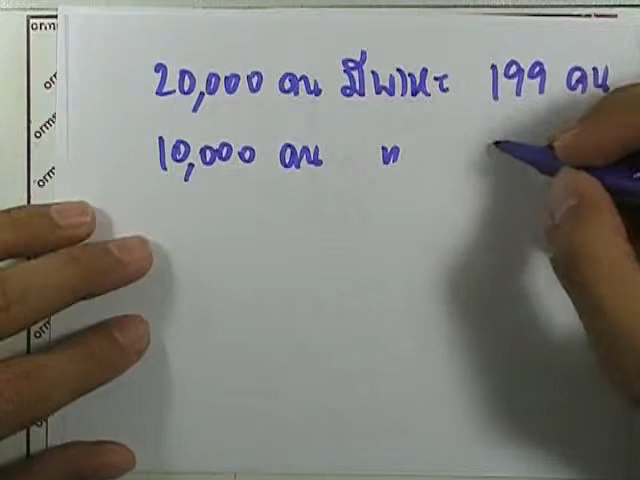 20,000 คน มีพาหะ 199 คน
10,000 คน "